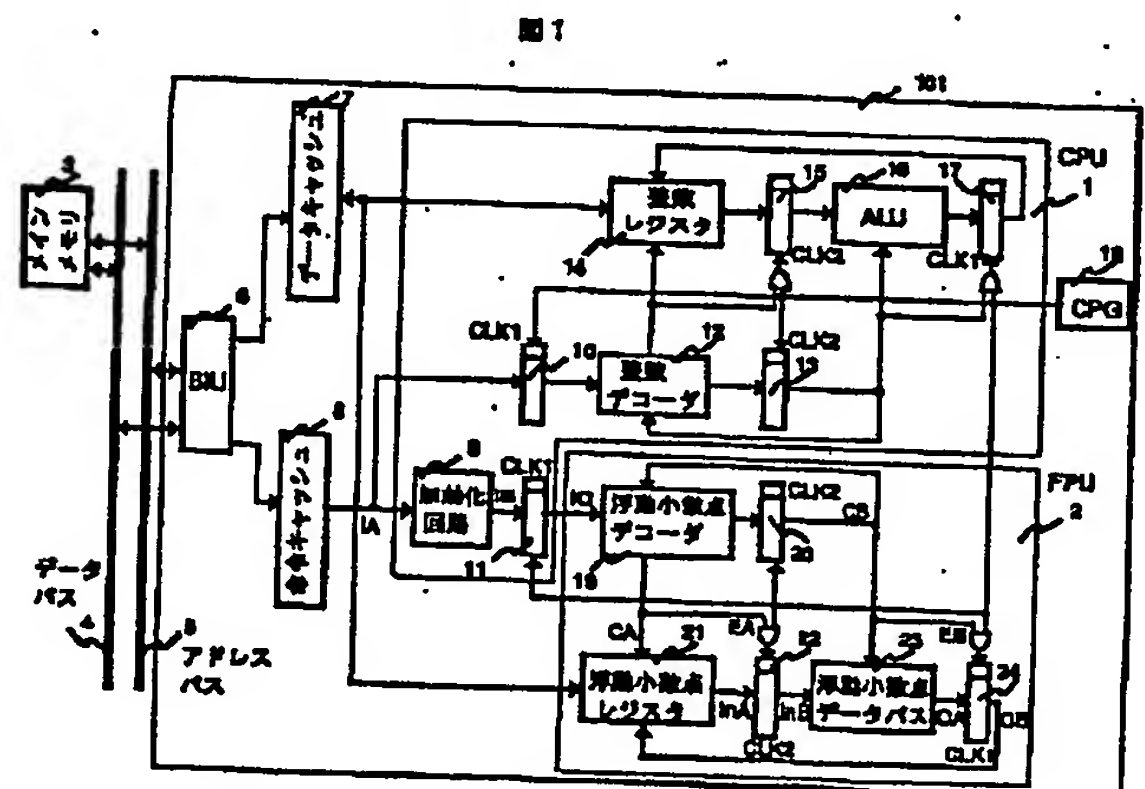 図1
101
7
データキャッシュ
3
メイン
メモリ
6
BIU
8
命令キャッシュ
データ
バス
4
5
アドレス
バス
CPU
1
整数
レジスタ
14
15
CLK2
16
ALU
17
CLK1
18
CPG
CLK1
10
12
整数
デコーダ
CLK2
13
FPU
2
IA
9
回路
CLK1
11
浮動小数点
デコーダ
19
CLK2
20
CB
CA
21
浮動小数点
レジスタ
InA
EA
22
InB
CLK2
23
浮動小数点
データパス
OA
EB
24
OB
CLK1